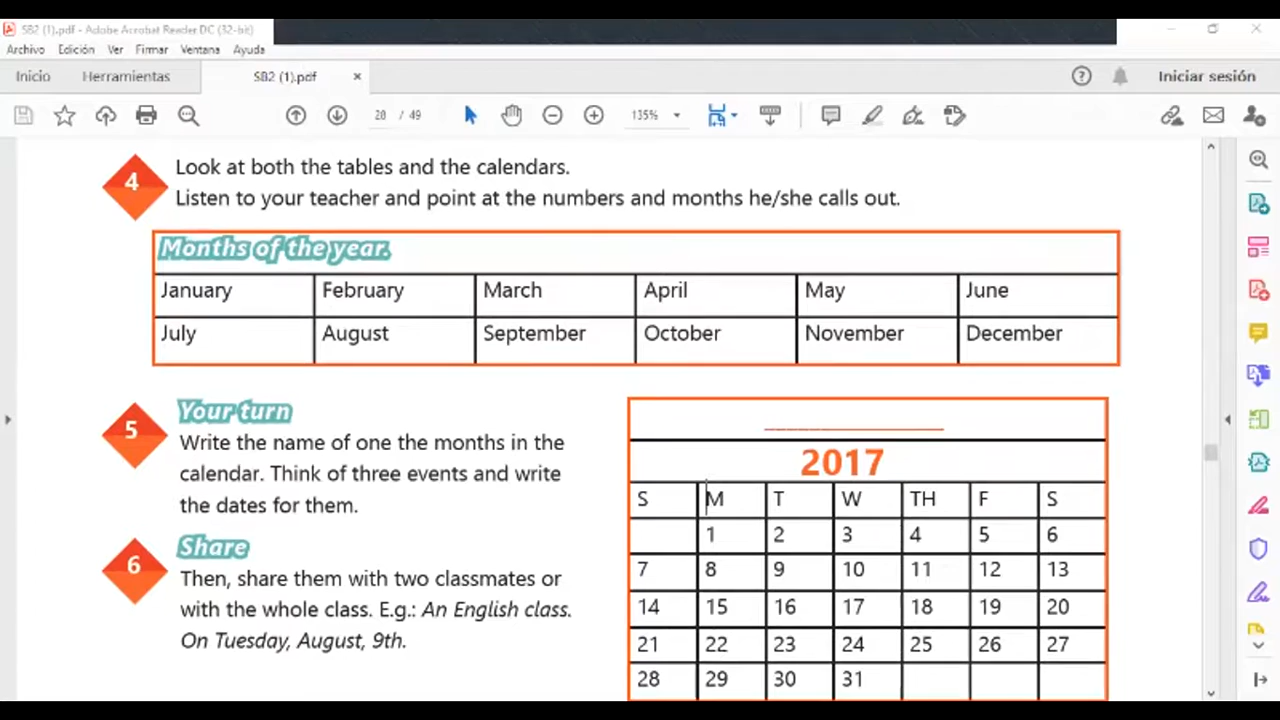 SB2 (1).pdf - Adobe Acrobat Reader DC (32-bit)
Archivo Edición Ver Firmar Ventana Ayuda
Inicio Herramientas SB2 (1).pdf × Iniciar sesión
28 / 49 135%
4 Look at both the tables and the calendars.
Listen to your teacher and point at the numbers and months he/she calls out.
Months of the year.
January February March April May June
July August September October November December
5 Your turn
Write the name of one the months in the
calendar. Think of three events and write
the dates for them.
6 Share
Then, share them with two classmates or
with the whole class. E.g.: An English class.
On Tuesday, August, 9th.
2017
S M T W TH F S
1 2 3 4 5 6
7 8 9 10 11 12 13
14 15 16 17 18 19 20
21 22 23 24 25 26 27
28 29 30 31